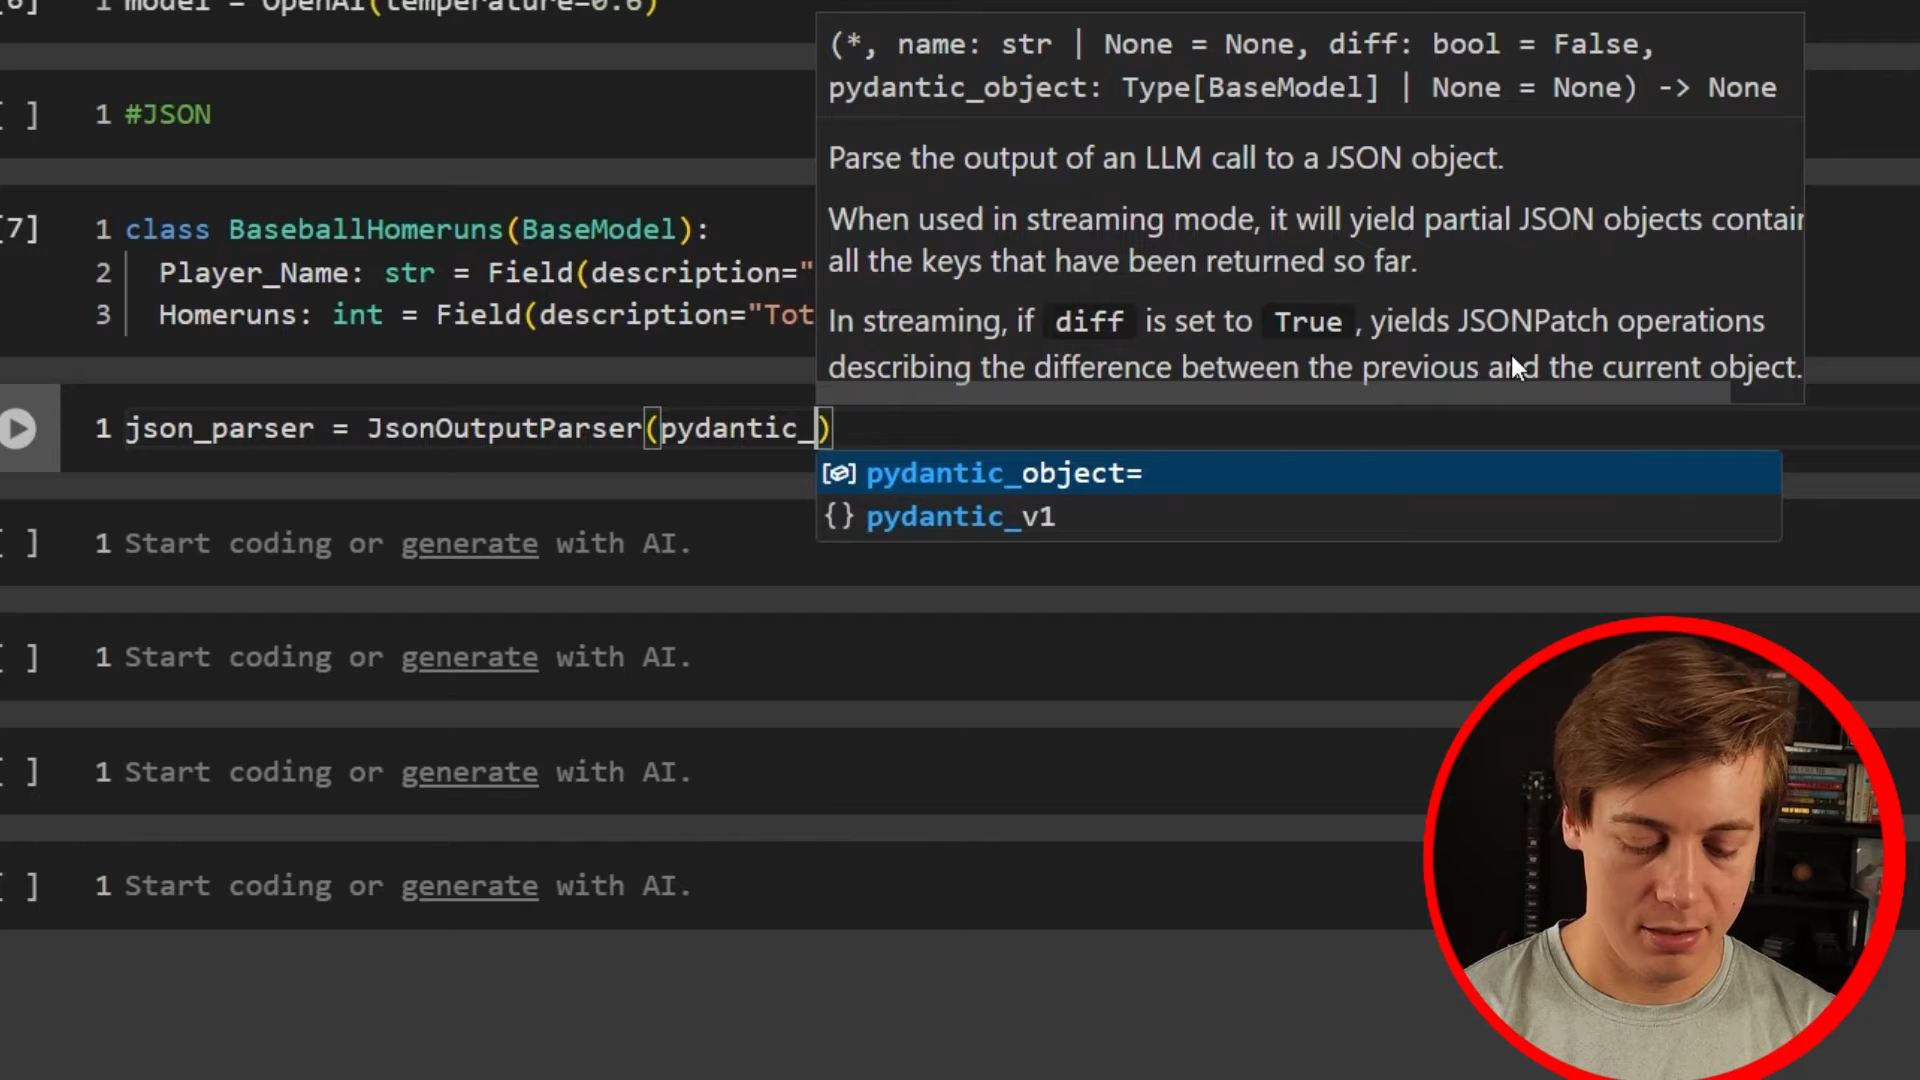 [6] 1 model = OpenAI(temperature=0.6)
(*, name: str | None = None, diff: bool = False,
pydantic_object: Type[BaseModel] | None = None) -> None
[ ] 1 #JSON
Parse the output of an LLM call to a JSON object.
When used in streaming mode, it will yield partial JSON objects contain
all the keys that have been returned so far.
In streaming, if diff is set to True, yields JSONPatch operations
describing the difference between the previous and the current object.
[7] 1 class BaseballHomeruns(BaseModel):
2 Player_Name: str = Field(description="
3 Homeruns: int = Field(description="Tot
1 json_parser = JsonOutputParser(pydantic_)
pydantic_object=
{} pydantic_v1
[ ] 1 Start coding or generate with AI.
[ ] 1 Start coding or generate with AI.
[ ] 1 Start coding or generate with AI.
[ ] 1 Start coding or generate with AI.